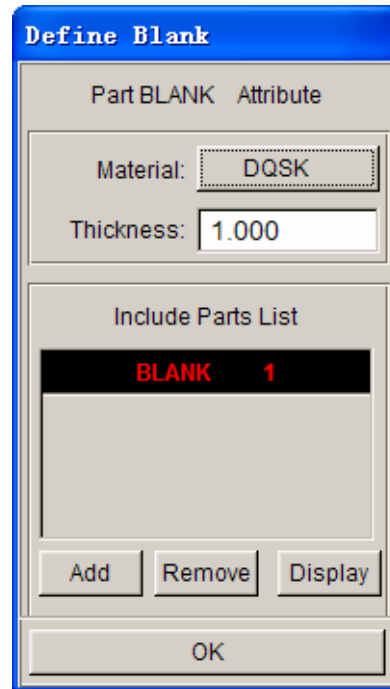 Define Blank
Part BLANK Attribute
Material: DQSK
Thickness: 1.000
Include Parts List
BLANK 1
Add Remove Display
OK